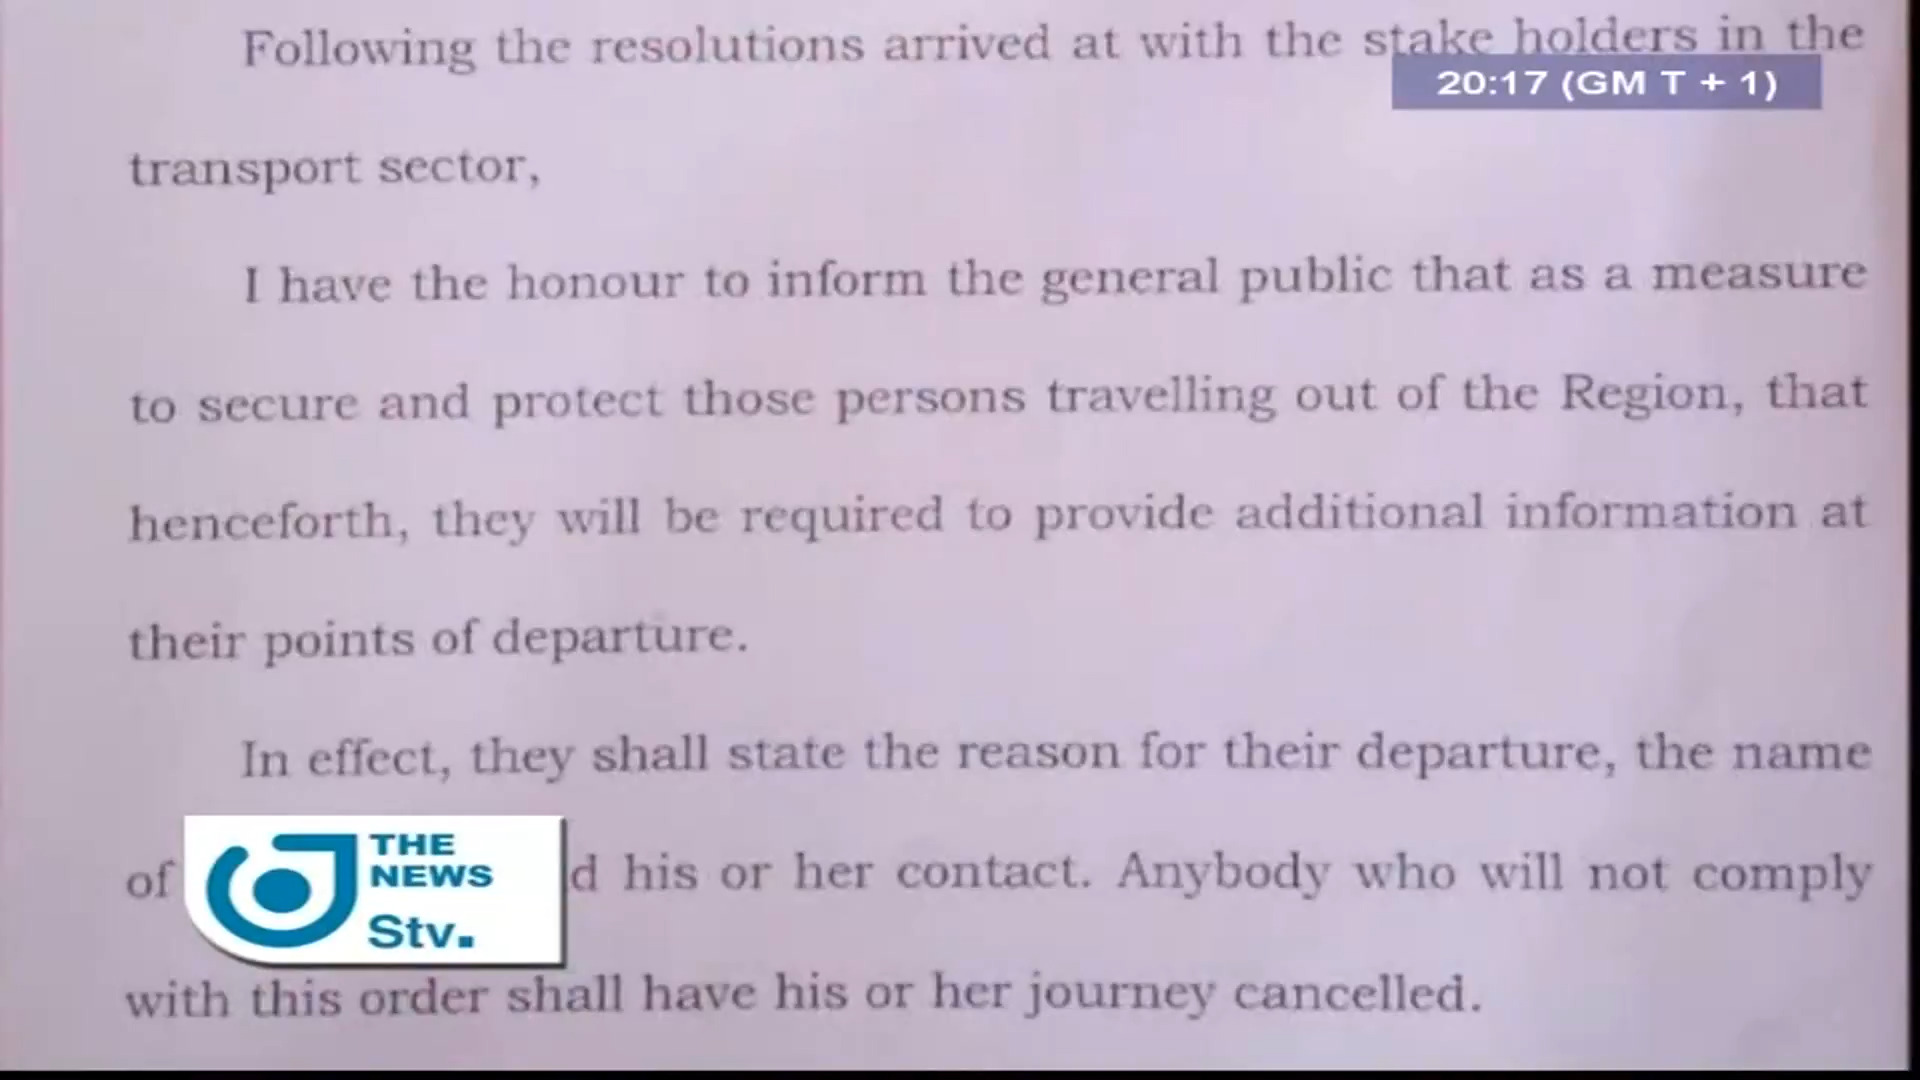 Following the resolutions arrived at with the stake holders in the
20:17 (GM T + 1)
transport sector,
I have the honour to inform the general public that as a measure
to secure and protect those persons travelling out of the Region, that
henceforth, they will be required to provide additional information at
their points of departure.
In effect, they shall state the reason for their departure, the name
of
d his or her contact. Anybody who will not comply
THE
NEWS
Stv.
with this order shall have his or her journey cancelled.